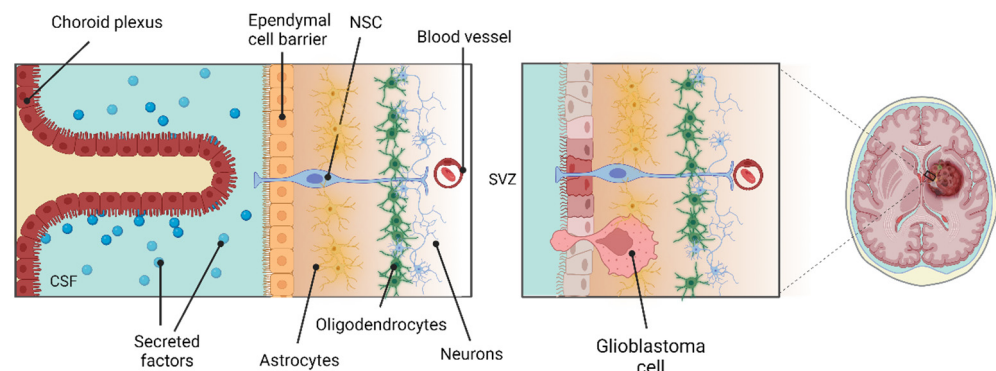 Choroid plexus
Ependymal
cell barrier
NSC
Blood vessel
CSF
Secreted
factors
Astrocytes
Oligodendrocytes
Neurons
SVZ
Glioblastoma
cell